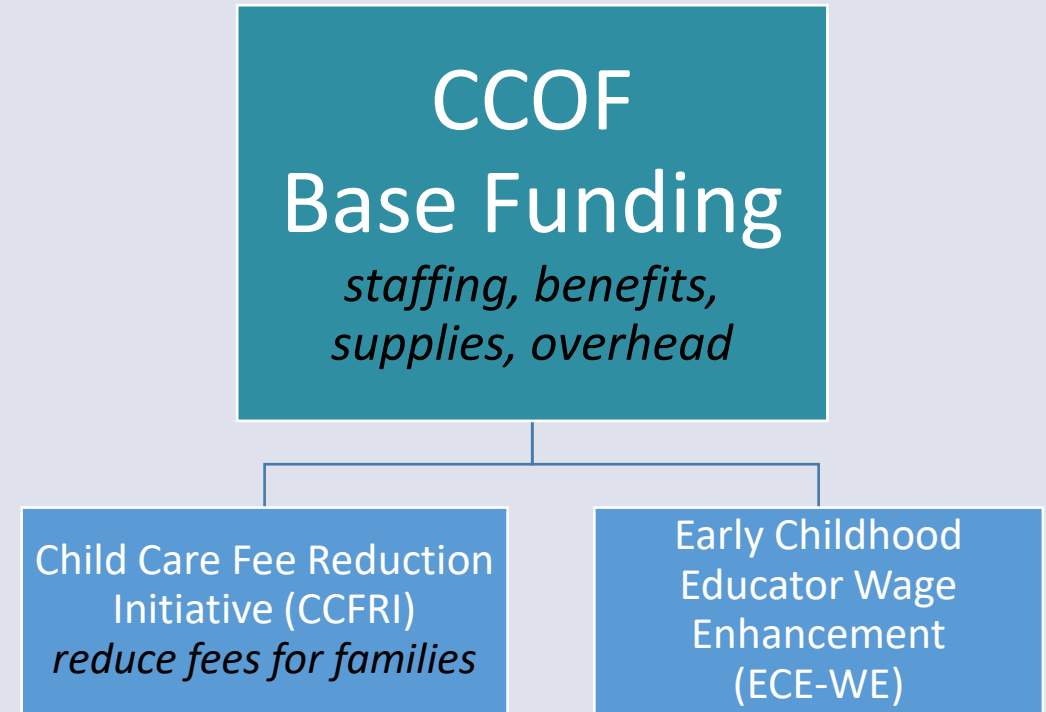 CCOF
Base Funding
staffing, benefits,
supplies, overhead
Child Care Fee Reduction
Initiative (CCFRI)
reduce fees for families
Early Childhood
Educator Wage
Enhancement
(ECE-WE)